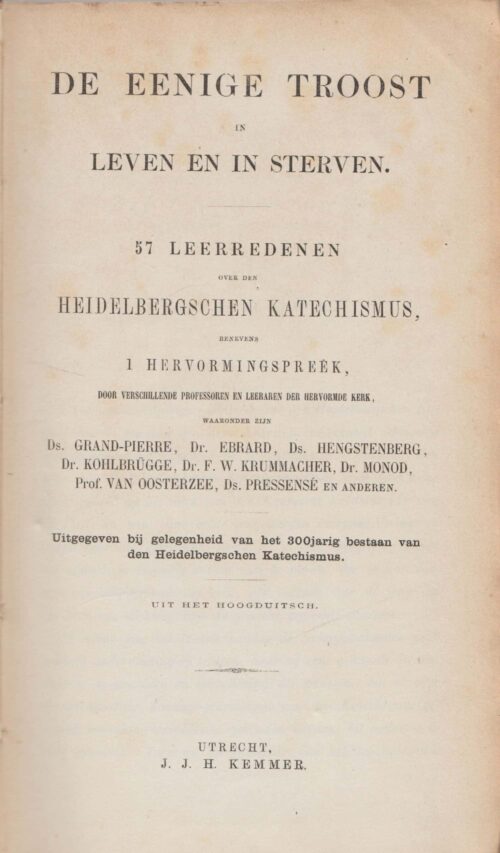 DE EENIGE TROOST
IN
LEVEN EN IN STERVEN.
57 LEERREDENEN
OVER DEN
HEIDELBERGSCHEN KATECHISMUS,
BENEVENS
1 HERVORMINGSPREEK,
DOOR VERSCHILLENDE PROFESSOREN EN LEERAREN DER HERVORMDE KERK,
WAARONDER ZIJN
Ds. GRAND-PIERRE, Dr. EBRARD, Ds. HENGSTENBERG,
Dr. KOHLBRÜGGE, Dr. F. W. KRUMMACHER, Dr. MONOD,
Prof. VAN OOSTERZEE, Ds. PRESSENSÉ EN ANDEREN.
Uitgegeven bij gelegenheid van het 300jarig bestaan van
den Heidelbergschen Katechismus.
UIT HET HOOGDUITSCH.
UTRECHT,
J. J. H. KEMMER.